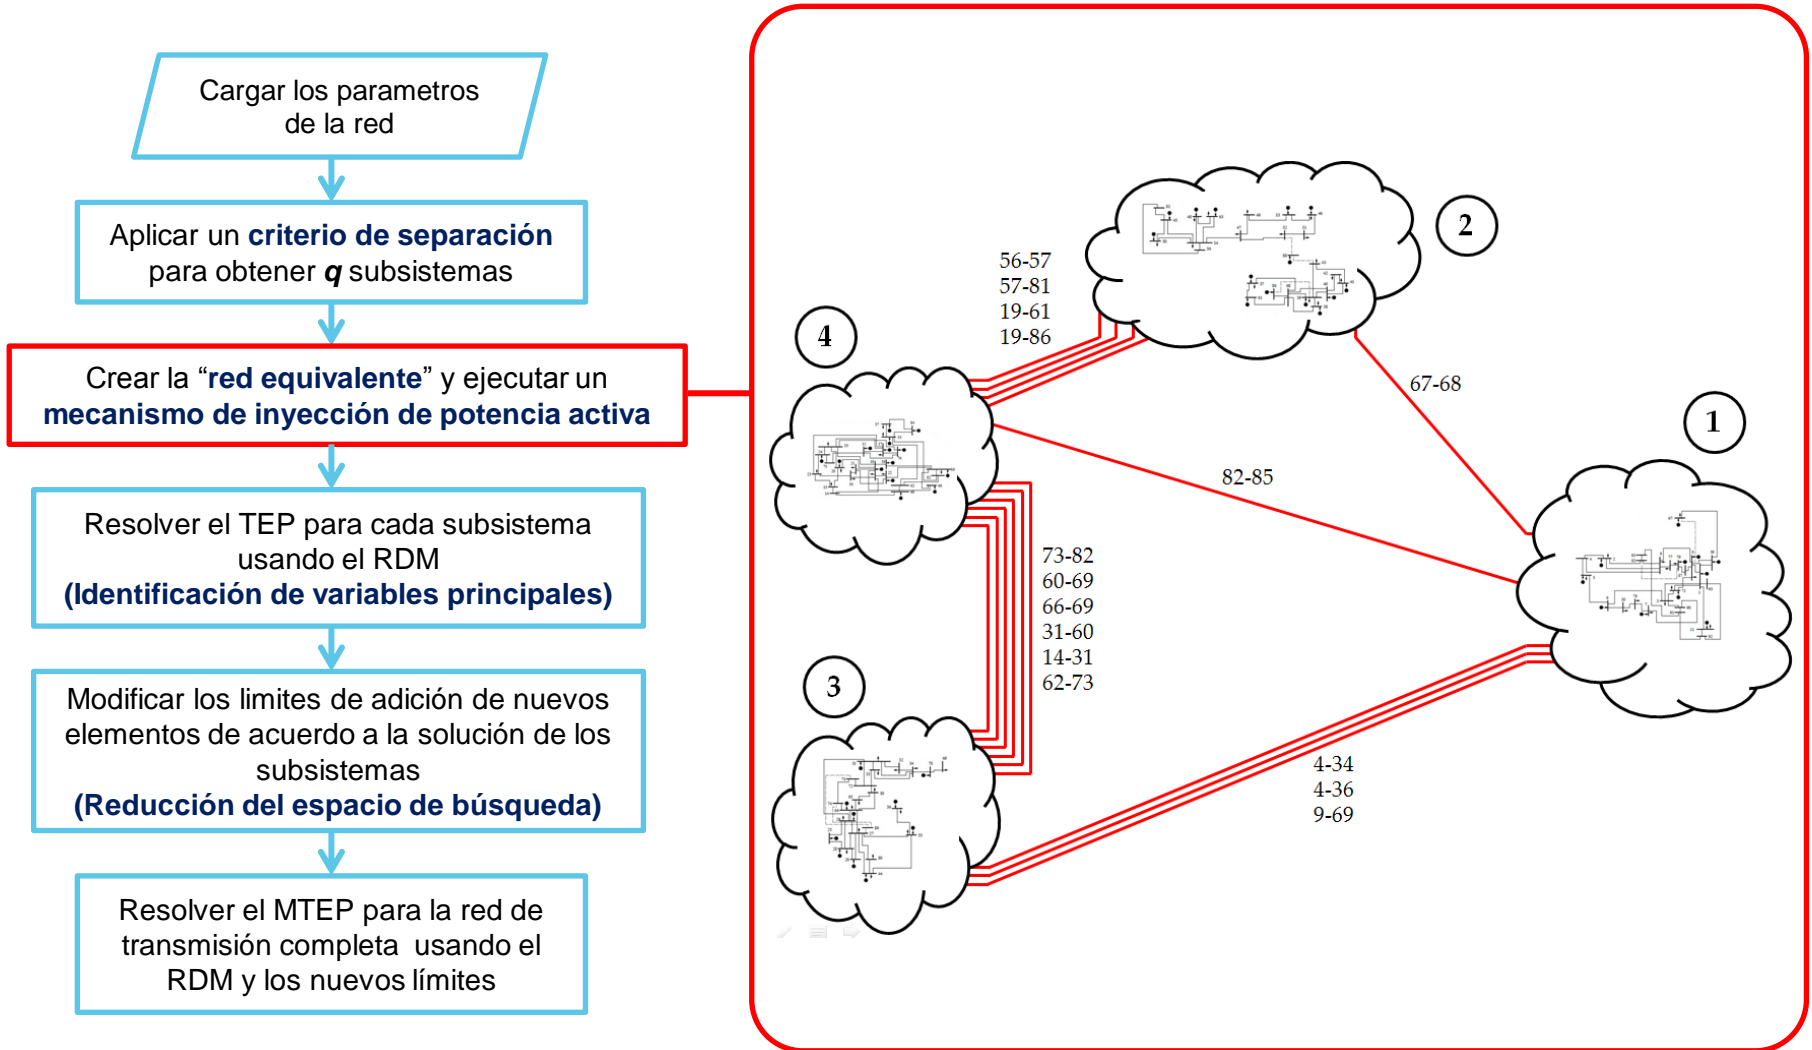 Cargar los parametros
de la red
Aplicar un criterio de separación
para obtener q subsistemas
Crear la “red equivalente” y ejecutar un
mecanismo de inyección de potencia activa
Resolver el TEP para cada subsistema
usando el RDM
(Identificación de variables principales)
Modificar los limites de adición de nuevos
elementos de acuerdo a la solución de los
subsistemas
(Reducción del espacio de búsqueda)
Resolver el MTEP para la red de
transmisión completa usando el
RDM y los nuevos límites
2
56-57
57-81
19-61
19-86
4
67-68
1
82-85
73-82
60-69
66-69
31-60
14-31
62-73
3
4-34
4-36
9-69